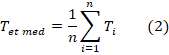 T_{et med} = \frac{1}{n} \sum_{i=1}^{n} T_i (2)